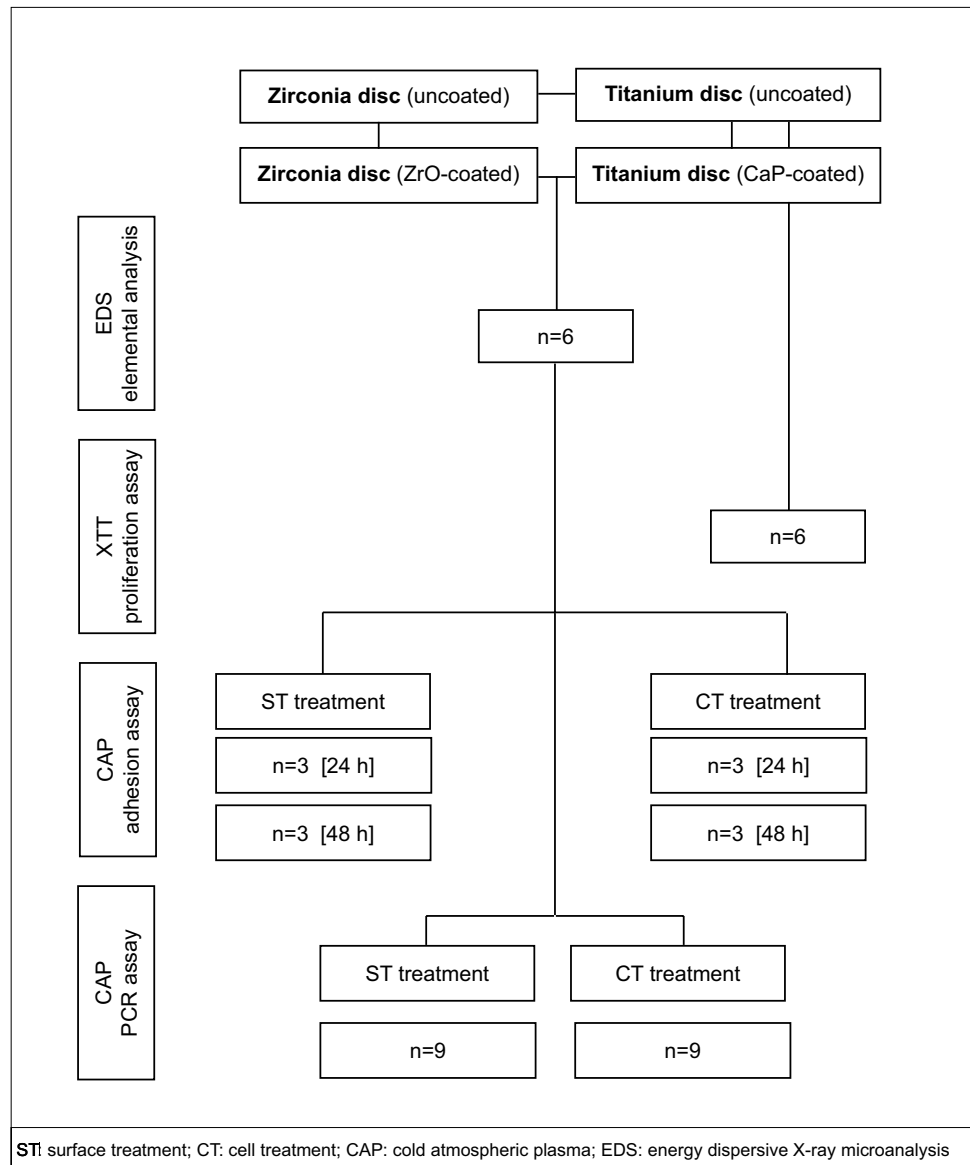 Zirconia disc (uncoated)
Titanium disc (uncoated)
Zirconia disc (ZrO-coated)
Titanium disc (CaP-coated)
EDS
elemental analysis
n=6
XTT
proliferation assay
n=6
CAP
adhesion assay
ST treatment
CT treatment
n=3 [24 h]
n=3 [24 h]
n=3 [48 h]
n=3 [48 h]
CAP
PCR assay
ST treatment
CT treatment
n=9
n=9
ST: surface treatment; CT: cell treatment; CAP: cold atmospheric plasma; EDS: energy dispersive X-ray microanalysis